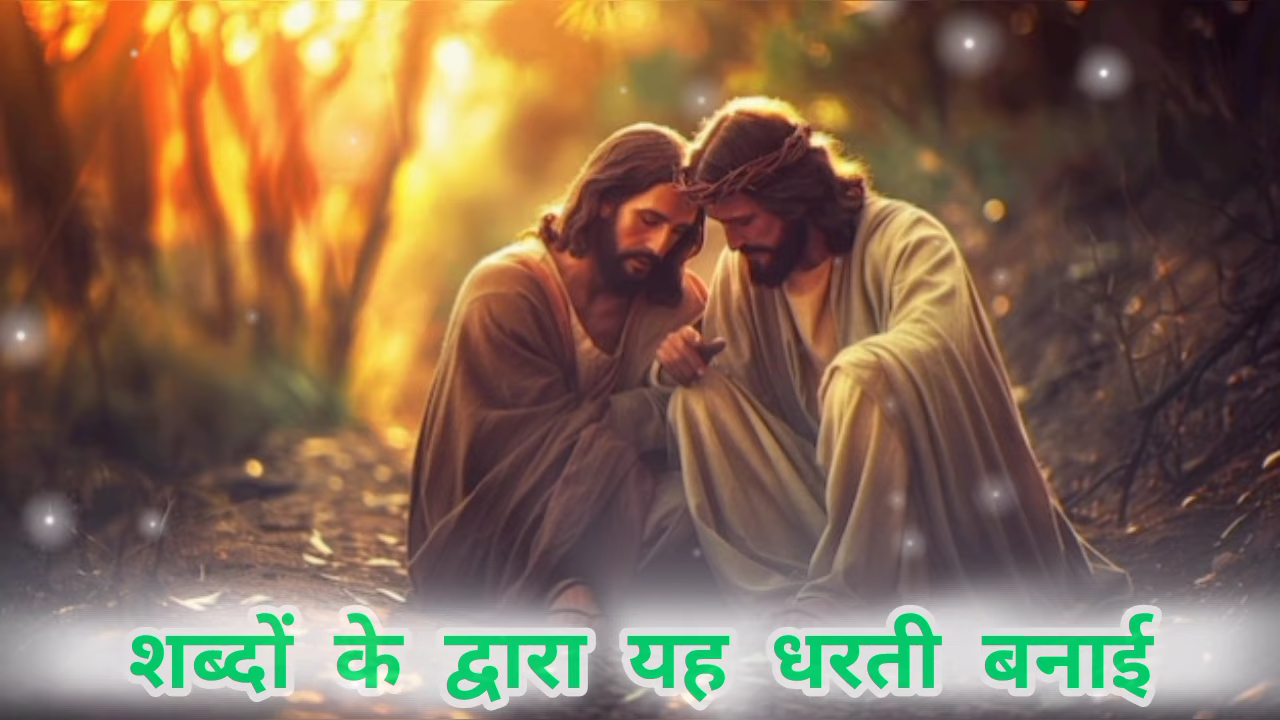 शब्दों के द्वारा यह धरती बनाई